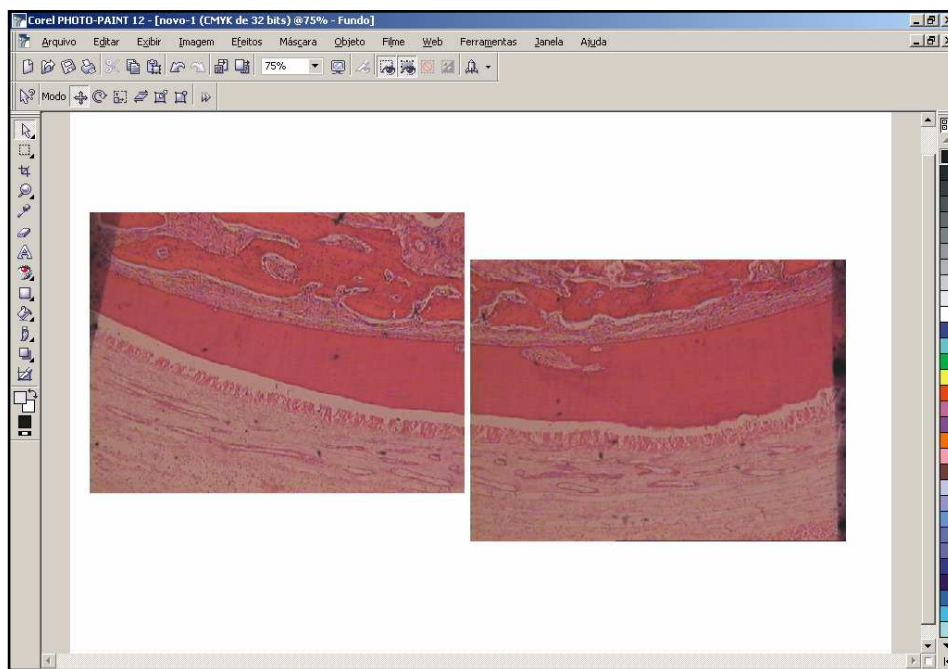 Corel PHOTO-PAINT 12 - [novo-1 (CMYK de 32 bits) @75% - Fundo]
Arquivo Editar Exibir Imagem Efeitos Máscara Objeto Filme Web Ferramentas Janela Ajuda
75%
Modo